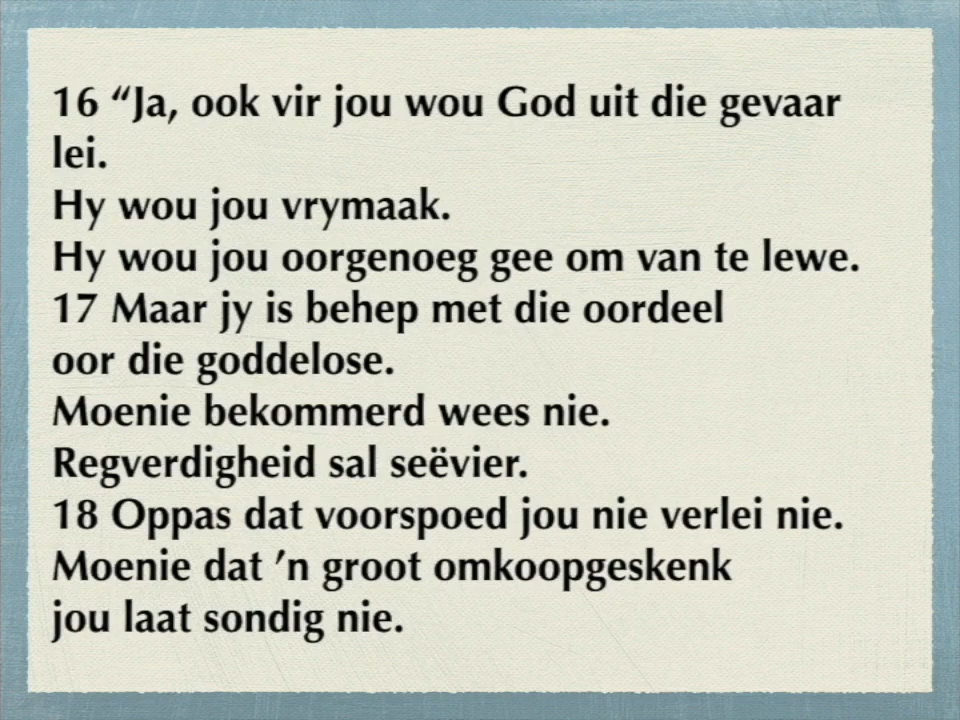 16 “Ja, ook vir jou wou God uit die gevaar
lei.
Hy wou jou vrymaak.
Hy wou jou oorgenoeg gee om van te lewe.
17 Maar jy is behep met die oordeel
oor die goddelose.
Moenie bekommerd wees nie.
Regverdigheid sal seëvier.
18 Oppas dat voorspoed jou nie verlei nie.
Moenie dat ’n groot omkoopgeskenk
jou laat sondig nie.